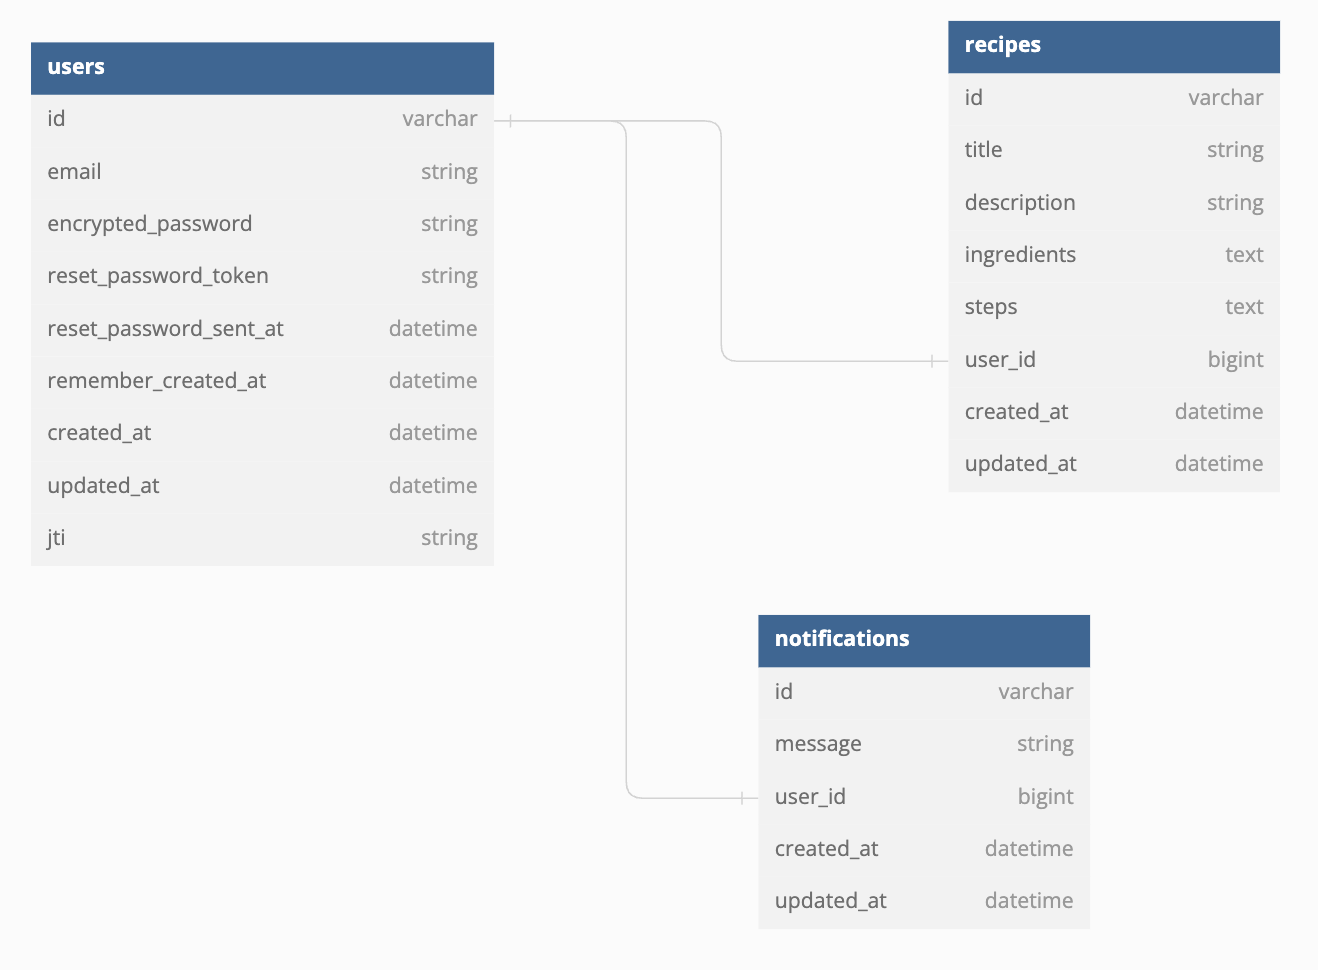 users
id varchar
email string
encrypted_password string
reset_password_token string
reset_password_sent_at datetime
remember_created_at datetime
created_at datetime
updated_at datetime
jti string
recipes
id varchar
title string
description string
ingredients text
steps text
user_id bigint
created_at datetime
updated_at datetime
notifications
id varchar
message string
user_id bigint
created_at datetime
updated_at datetime